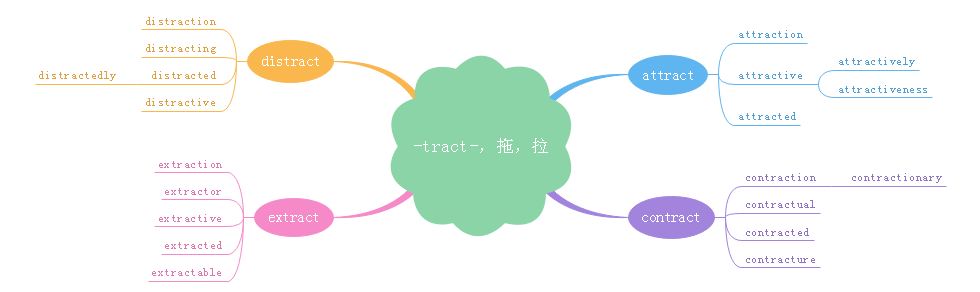 -tract-, 拖, 拉
distract
distraction
distracting
distracted
distractedly
distractive
extract
extraction
extractor
extractive
extracted
extractable
attract
attraction
attractive
attractively
attractiveness
attracted
contract
contraction
contractionary
contractual
contracted
contracture